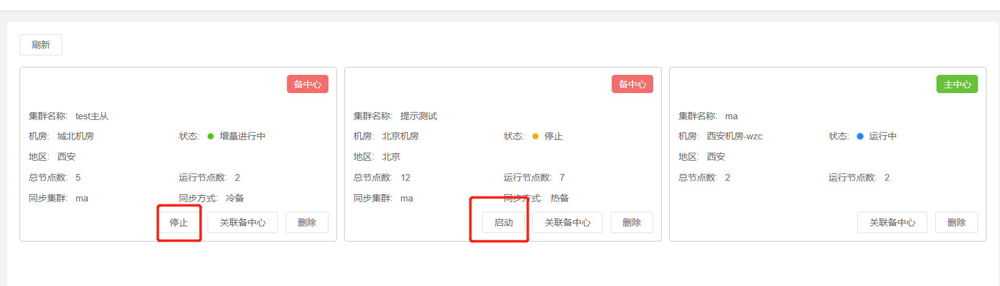 刷新
备中心
集群名称: test主从
机房: 城北机房 状态: 增量进行中
地区: 西安
总节点数: 5 运行节点数: 2
同步集群: ma 同步方式: 冷备
停止 关联备中心 删除
备中心
集群名称: 提示测试
机房: 北京机房 状态: 停止
地区: 北京
总节点数: 12 运行节点数: 7
同步集群: ma 同步方式: 热备
启动 关联备中心 删除
主中心
集群名称: ma
机房: 西安机房-wzc 状态: 运行中
地区: 西安
总节点数: 2 运行节点数: 2
关联备中心 删除